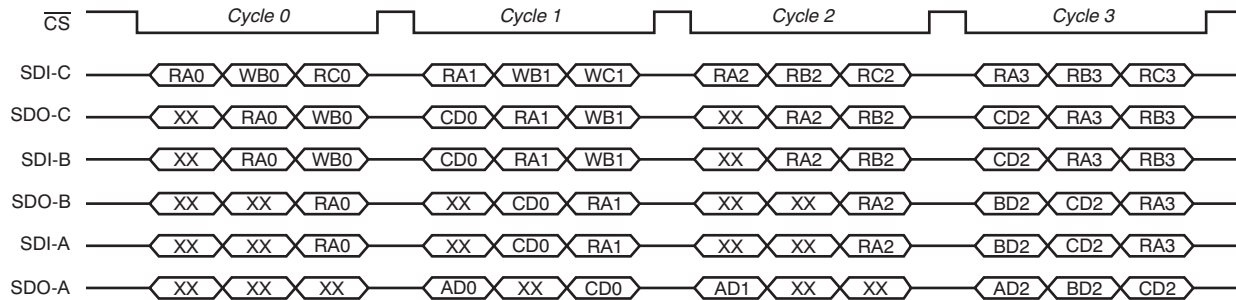 CS Cycle 0 Cycle 1 Cycle 2 Cycle 3
SDI-C RA0 WB0 RC0 RA1 WB1 WC1 RA2 RB2 RC2 RA3 RB3 RC3
SDO-C XX RA0 WB0 CD0 RA1 WB1 XX RA2 RB2 CD2 RA3 RB3
SDI-B XX RA0 WB0 CD0 RA1 WB1 XX RA2 RB2 CD2 RA3 RB3
SDO-B XX XX RA0 XX CD0 RA1 XX XX RA2 BD2 CD2 RA3
SDI-A XX XX RA0 XX CD0 RA1 XX XX RA2 BD2 CD2 RA3
SDO-A XX XX XX AD0 XX CD0 AD1 XX XX AD2 BD2 CD2